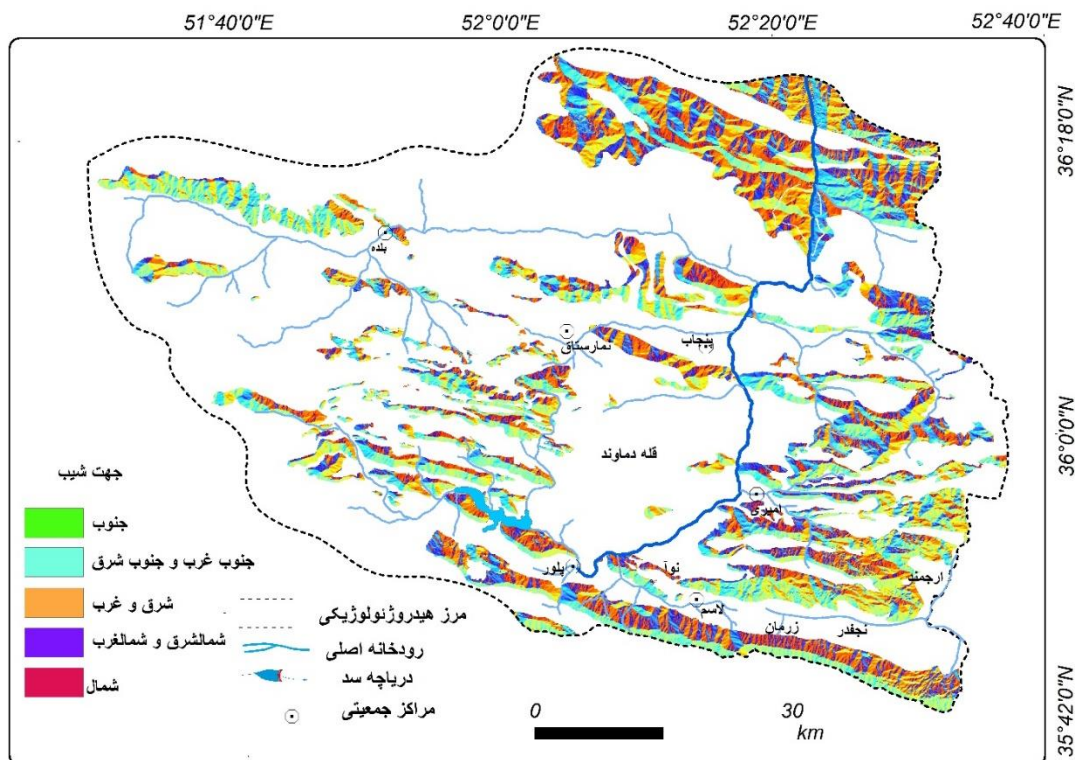 51°40'0"E
52°0'0"E
52°20'0"E
52°40'0"E
36°18'0"N
36°0'0"N
35°42'0"N
بلده
نمارستاق
پنجاب
قله دماوند
امیری
ارجمند
نوآ
پلور
لاسم
زرمان
نجفدر
جهت شیب
جنوب
جنوب غرب و جنوب شرق
شرق و غرب
شمالشرق و شمالغرب
شمال
مرز هیدروژئولوژیکی
رودخانه اصلی
دریاچه سد
مراکز جمعیتی
0
30
km